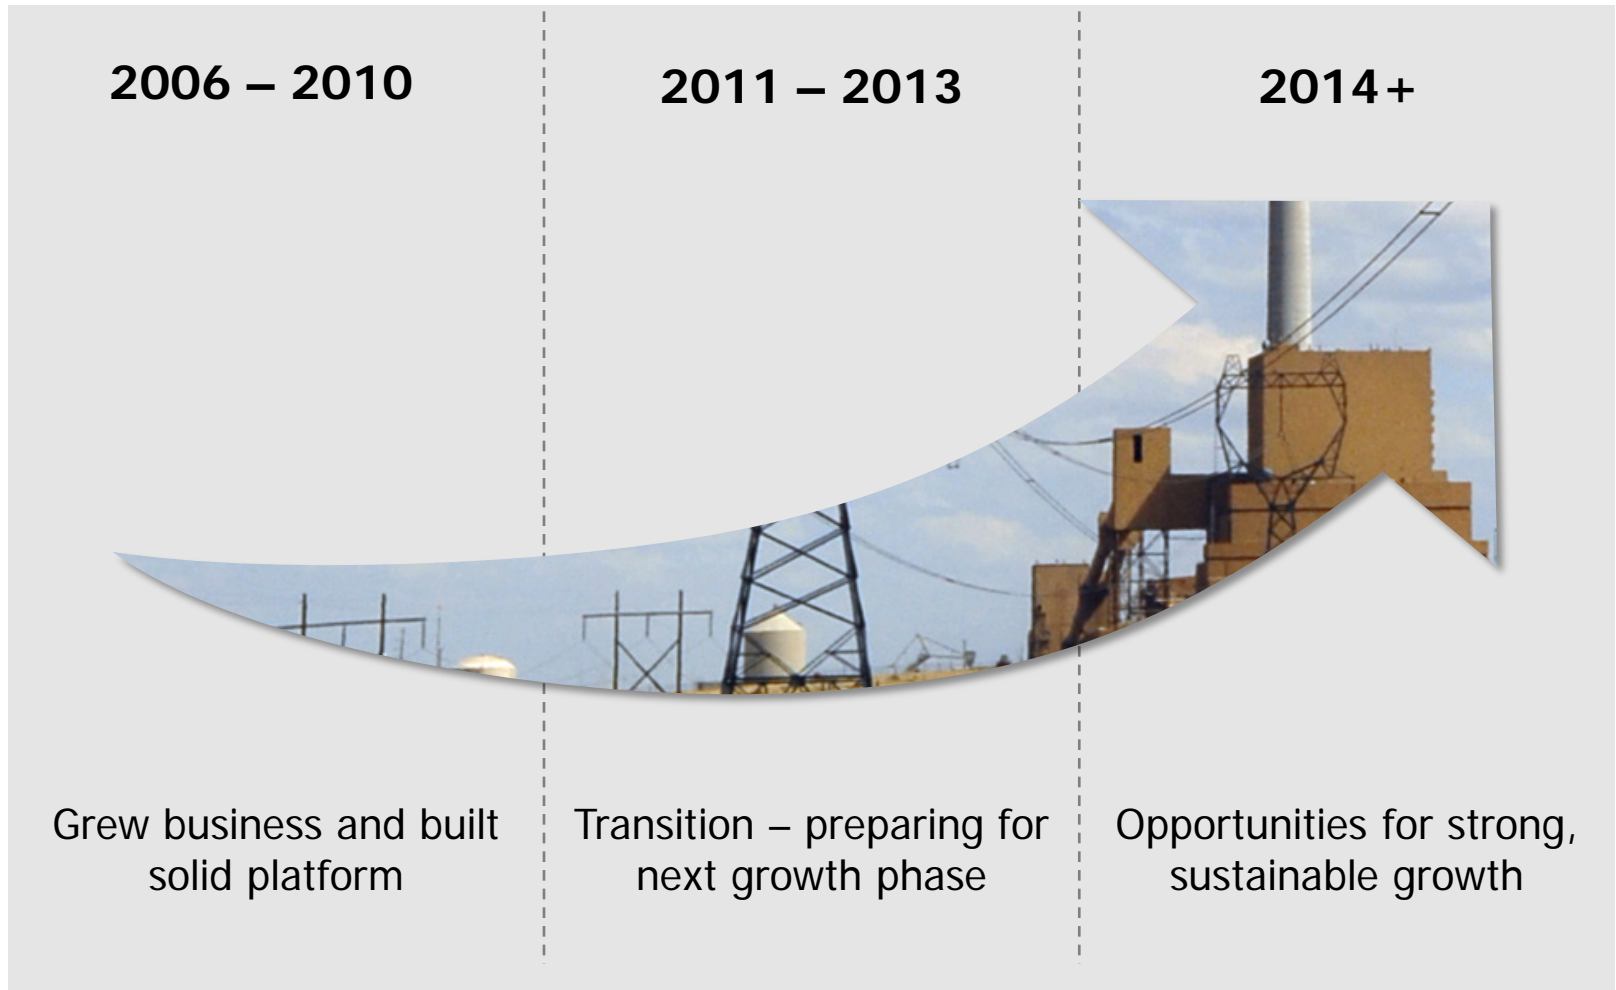 2006 – 2010
2011 – 2013
2014+
Grew business and built
solid platform
Transition – preparing for
next growth phase
Opportunities for strong,
sustainable growth